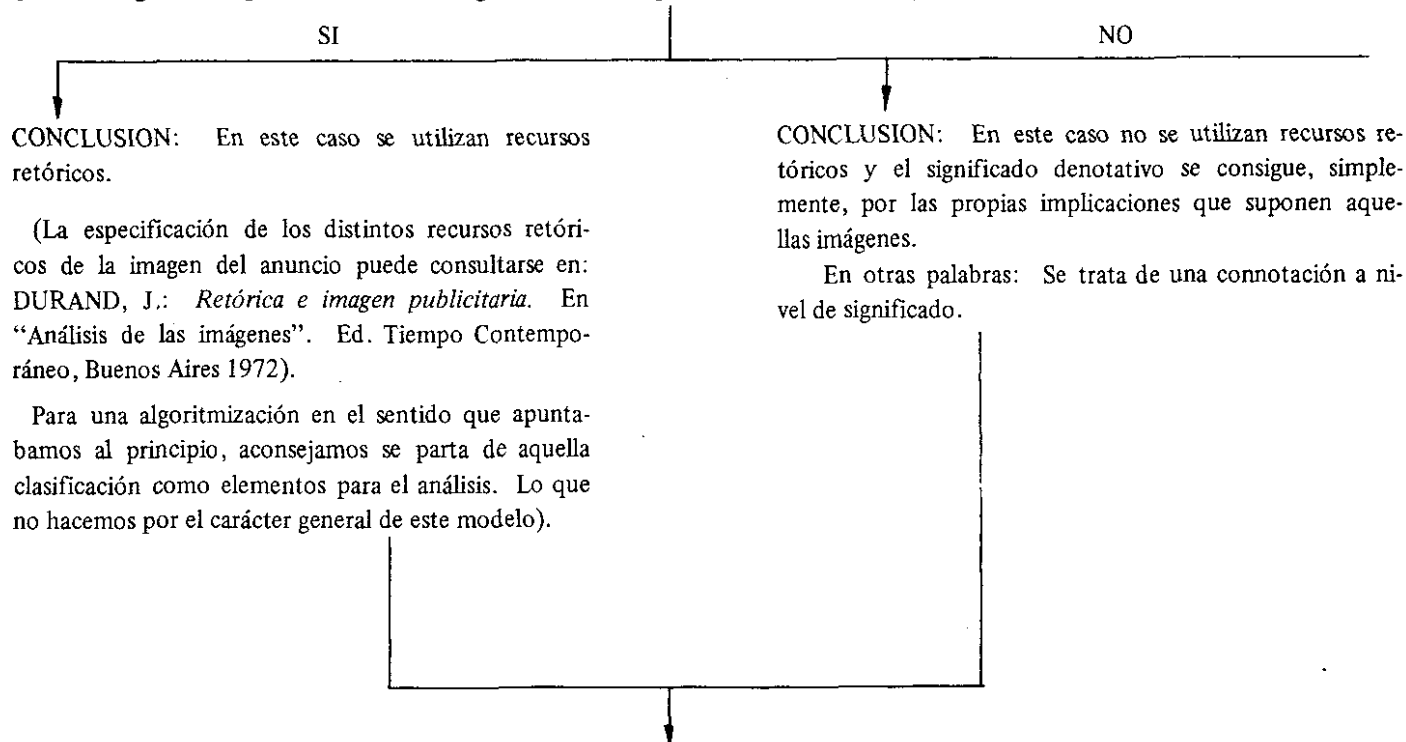 SI
NO
CONCLUSION: En este caso se utilizan recursos
retóricos.
(La especificación de los distintos recursos retóri-
cos de la imagen del anuncio puede consultarse en:
DURAND, J.: Retórica e imagen publicitaria. En
“Análisis de las imágenes”. Ed. Tiempo Contempo-
ráneo, Buenos Aires 1972).
Para una algoritmización en el sentido que apunta-
bamos al principio, aconsejamos se parta de aquella
clasificación como elementos para el análisis. Lo que
no hacemos por el carácter general de este modelo).
CONCLUSION: En este caso no se utilizan recursos re-
tóricos y el significado denotativo se consigue, simple-
mente, por las propias implicaciones que suponen aque-
llas imágenes.
En otras palabras: Se trata de una connotación a ni-
vel de significado.